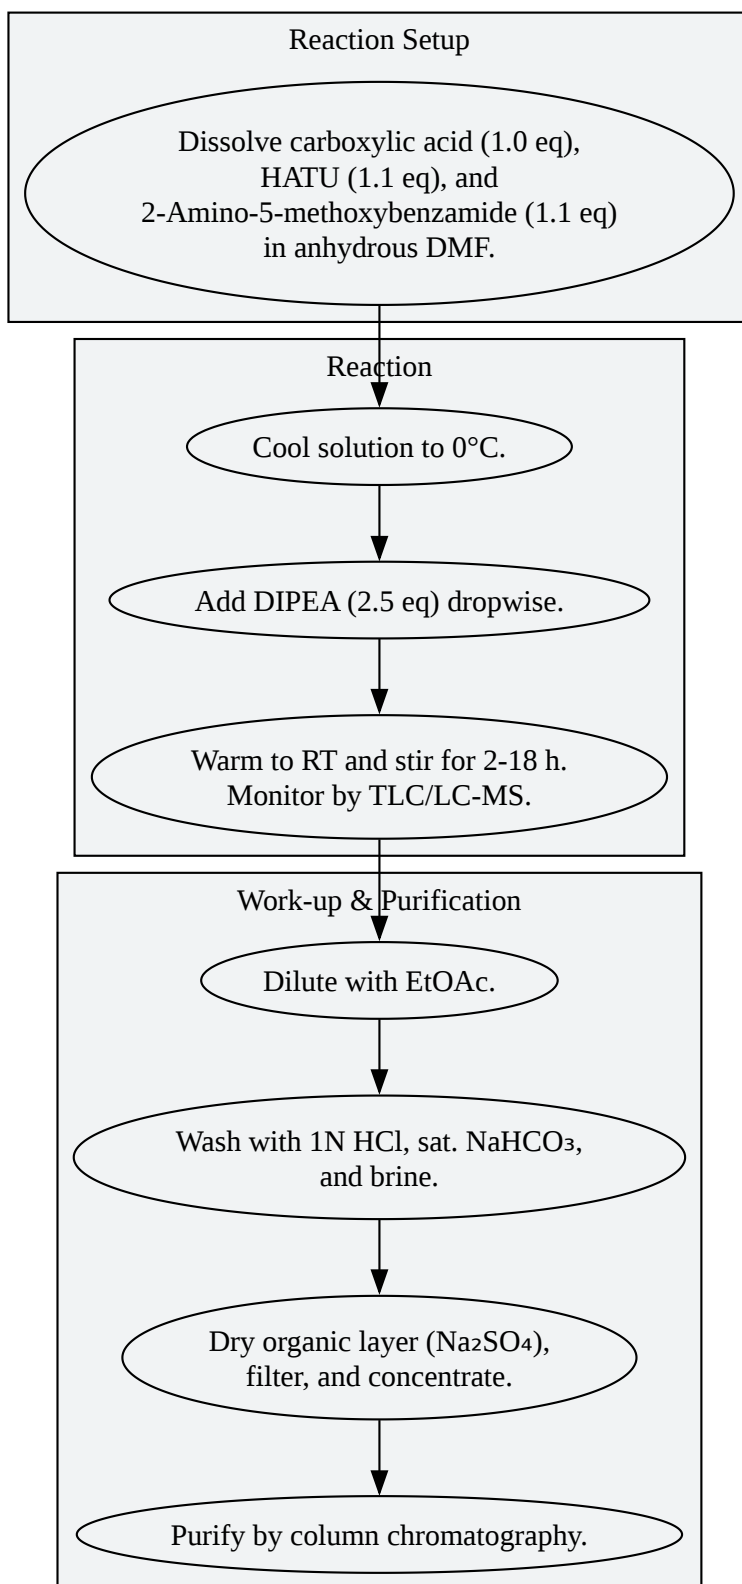 Reaction Setup
Dissolve carboxylic acid (1.0 eq),
HATU (1.1 eq), and
2-Amino-5-methoxybenzamide (1.1 eq)
in anhydrous DMF.
Reaction
Cool solution to 0°C.
Add DIPEA (2.5 eq) dropwise.
Warm to RT and stir for 2-18 h.
Monitor by TLC/LC-MS.
Work-up & Purification
Dilute with EtOAc.
Wash with 1N HCl, sat. NaHCO₃,
and brine.
Dry organic layer (Na₂SO₄),
filter, and concentrate.
Purify by column chromatography.